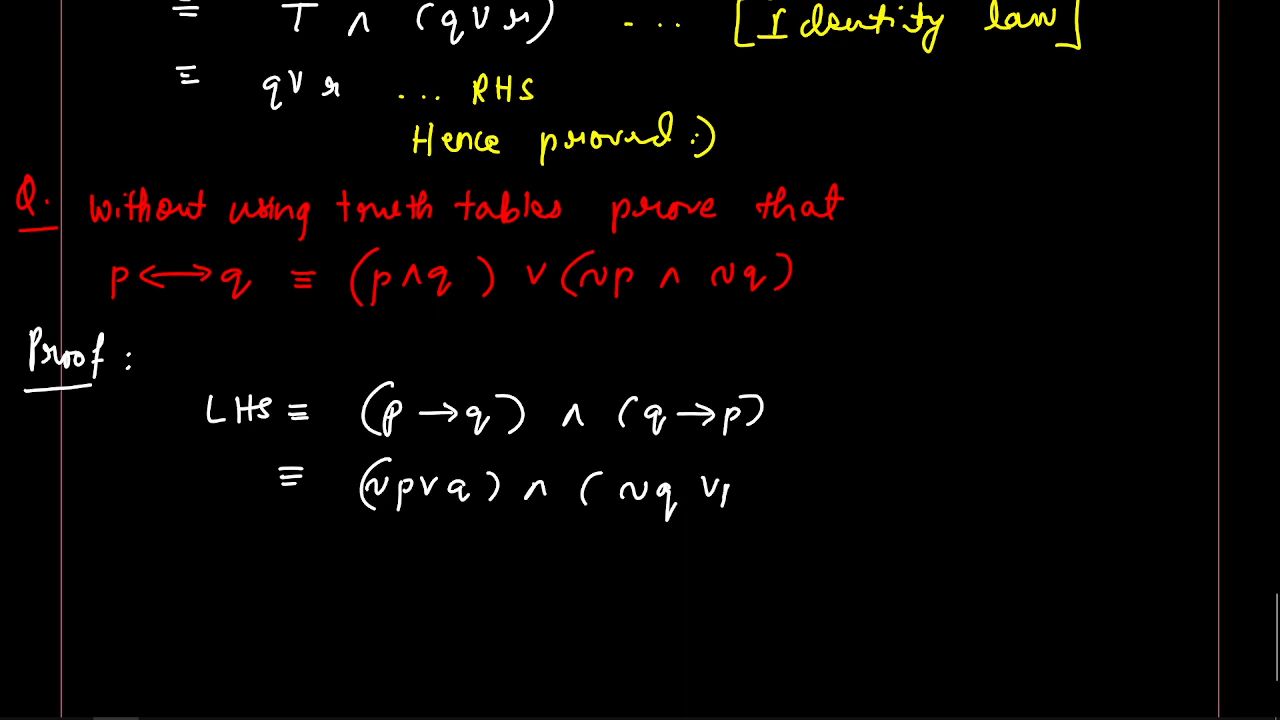 ≡ T ∧ (q ∨ r) .... [Identity law]
≡ q ∨ r ... RHS
Hence proved :)
Q. Without using truth tables prove that
p ⟷ q ≡ (p ∧ q) ∨ (~p ∧ ~q)
Proof :
LHS ≡ (p → q) ∧ (q → p)
≡ (~p ∨ q) ∧ (~q ∨